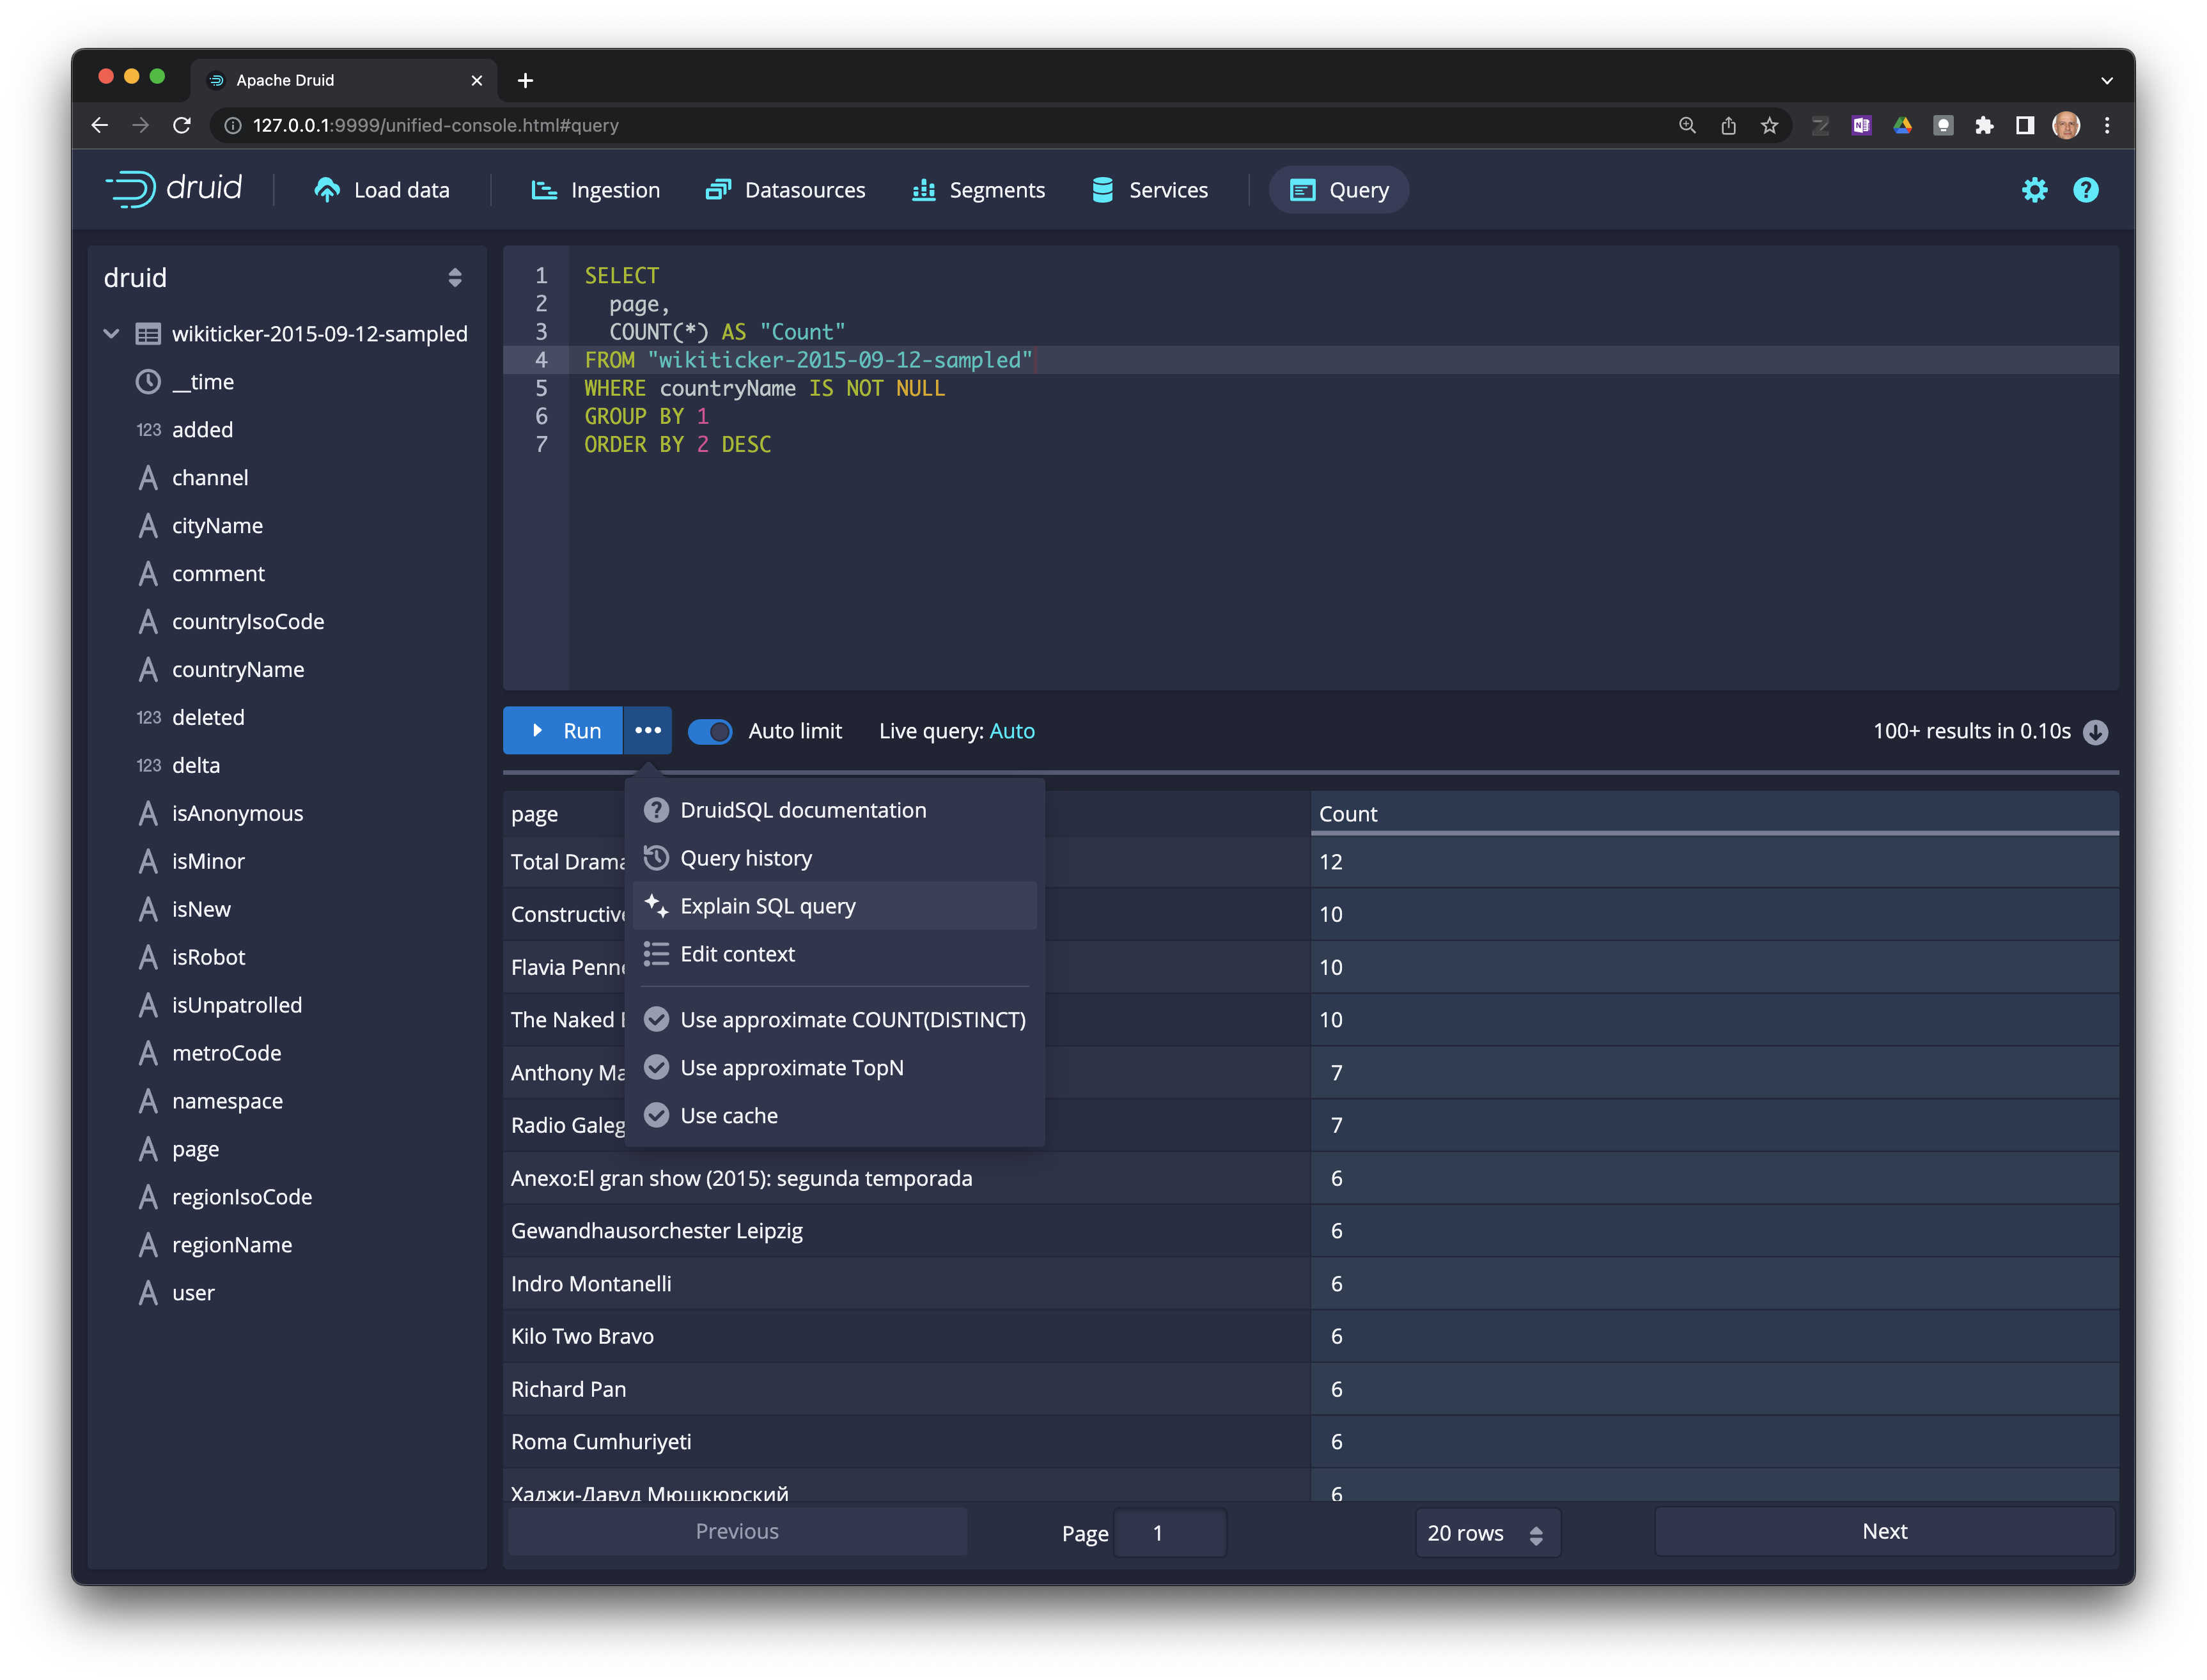 Apache Druid
127.0.0.1:9999/unified-console.html#query
druid
Load data
Ingestion
Datasources
Segments
Services
Query
druid
wikiticker-2015-09-12-sampled
__time
123 added
channel
cityName
comment
countryIsoCode
countryName
123 deleted
123 delta
isAnonymous
isMinor
isNew
isRobot
isUnpatrolled
metroCode
namespace
page
regionIsoCode
regionName
user
1 SELECT
2 page,
3 COUNT(*) AS "Count"
4 FROM "wikiticker-2015-09-12-sampled"
5 WHERE countryName IS NOT NULL
6 GROUP BY 1
7 ORDER BY 2 DESC
Run
Auto limit
Live query: Auto
100+ results in 0.10s
DruidSQL documentation
Query history
Explain SQL query
Edit context
Use approximate COUNT(DISTINCT)
Use approximate TopN
Use cache
page Count
Total Drama 12
Constructive 10
Flavia Penne 10
The Naked 10
Anthony Ma 7
Radio Galeg 7
Anexo:El gran show (2015): segunda temporada 6
Gewandhausorchester Leipzig 6
Indro Montanelli 6
Kilo Two Bravo 6
Richard Pan 6
Roma Cumhuriyeti 6
Хаджи-Давуд Мюшкюрский 6
Previous
Page 1
20 rows
Next